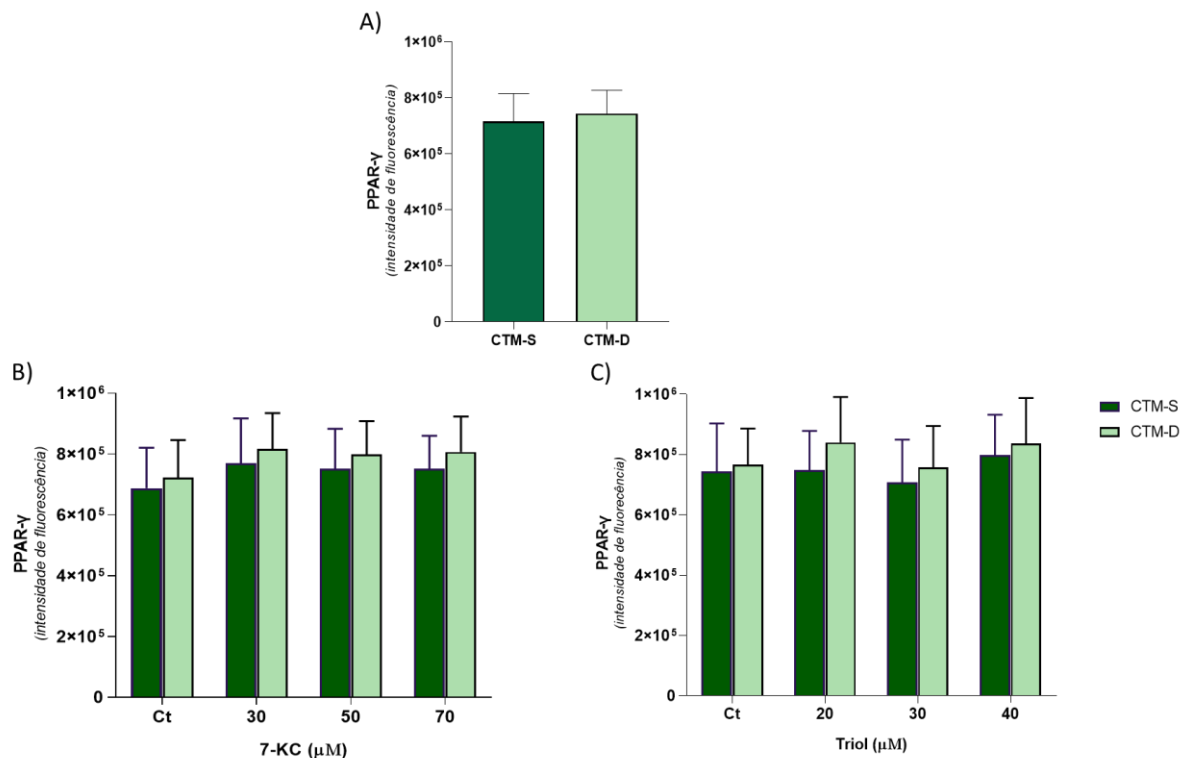 A)
1×10⁶
8×10⁵
6×10⁵
4×10⁵
2×10⁵
0
PPAR-γ
(intensidade de fluorescência)
CTM-S CTM-D
B)
1×10⁶
8×10⁵
6×10⁵
4×10⁵
2×10⁵
0
PPAR-γ
(intensidade de fluorescência)
Ct 30 50 70
7-KC (μM)
C)
1×10⁶
8×10⁵
6×10⁵
4×10⁵
2×10⁵
0
PPAR-γ
(intensidade de fluorecência)
Ct 20 30 40
Triol (μM)
CTM-S
CTM-D